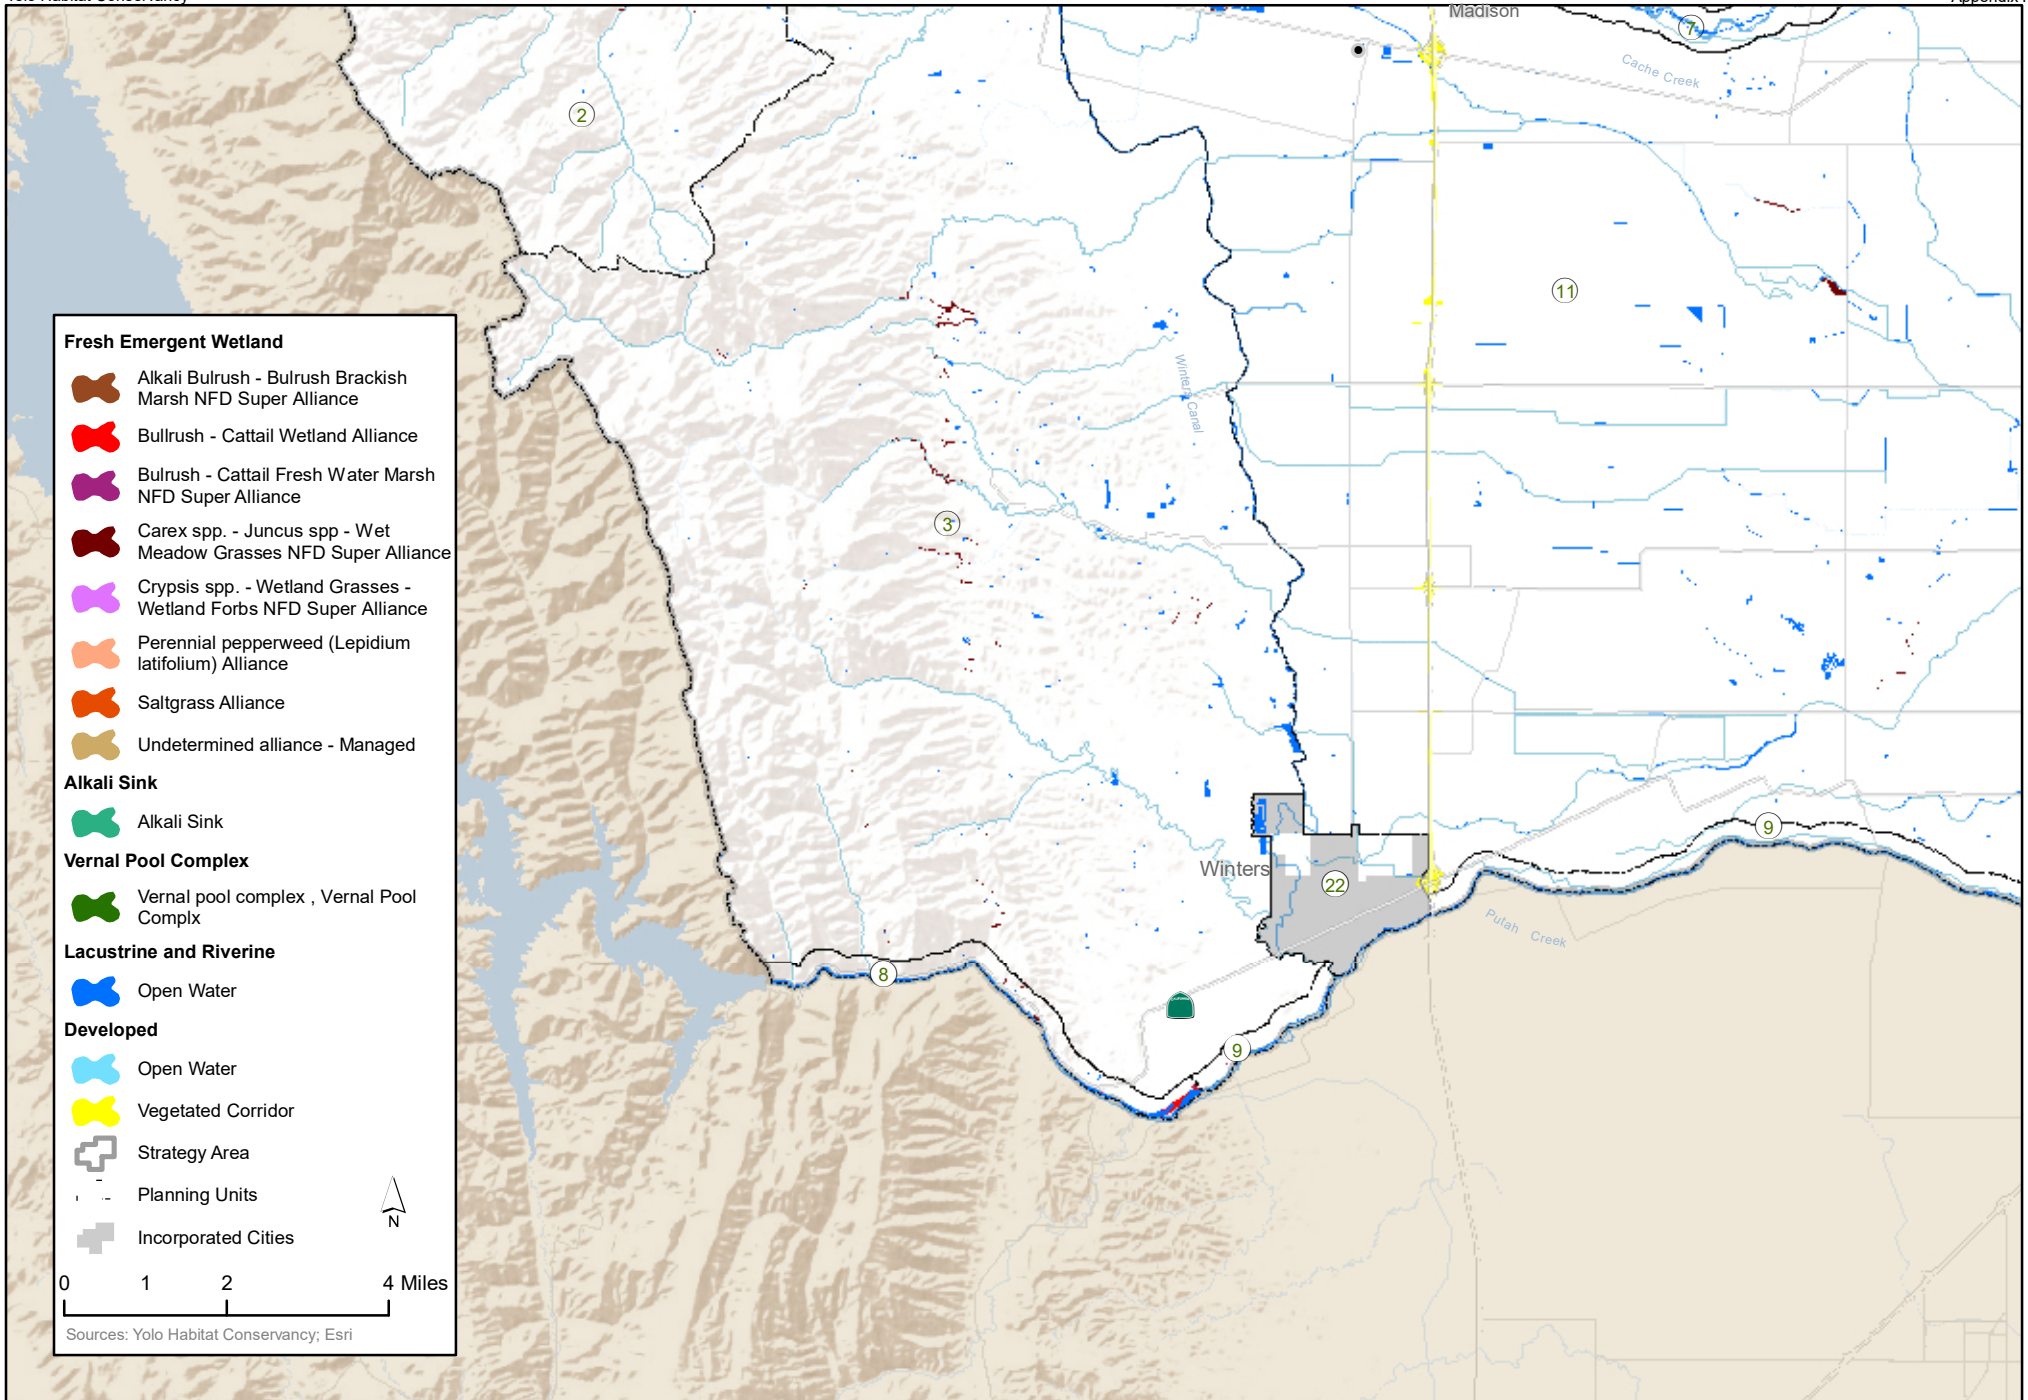 Madison
7
Cache Creek
2
11
Winters Canal
3
Fresh Emergent Wetland
Alkali Bulrush - Bulrush Brackish
Marsh NFD Super Alliance
Bullrush - Cattail Wetland Alliance
Bulrush - Cattail Fresh Water Marsh
NFD Super Alliance
Carex spp. - Juncus spp - Wet
Meadow Grasses NFD Super Alliance
Crypsis spp. - Wetland Grasses -
Wetland Forbs NFD Super Alliance
Perennial pepperweed (Lepidium
latifolium) Alliance
Saltgrass Alliance
Undetermined alliance - Managed
Alkali Sink
Alkali Sink
Vernal Pool Complex
Vernal pool complex , Vernal Pool
Complx
Lacustrine and Riverine
Open Water
Developed
Open Water
Vegetated Corridor
Strategy Area
Planning Units
Incorporated Cities
N
0 1 2 4 Miles
Sources: Yolo Habitat Conservancy; Esri
9
Winters
22
Putah Creek
8
9